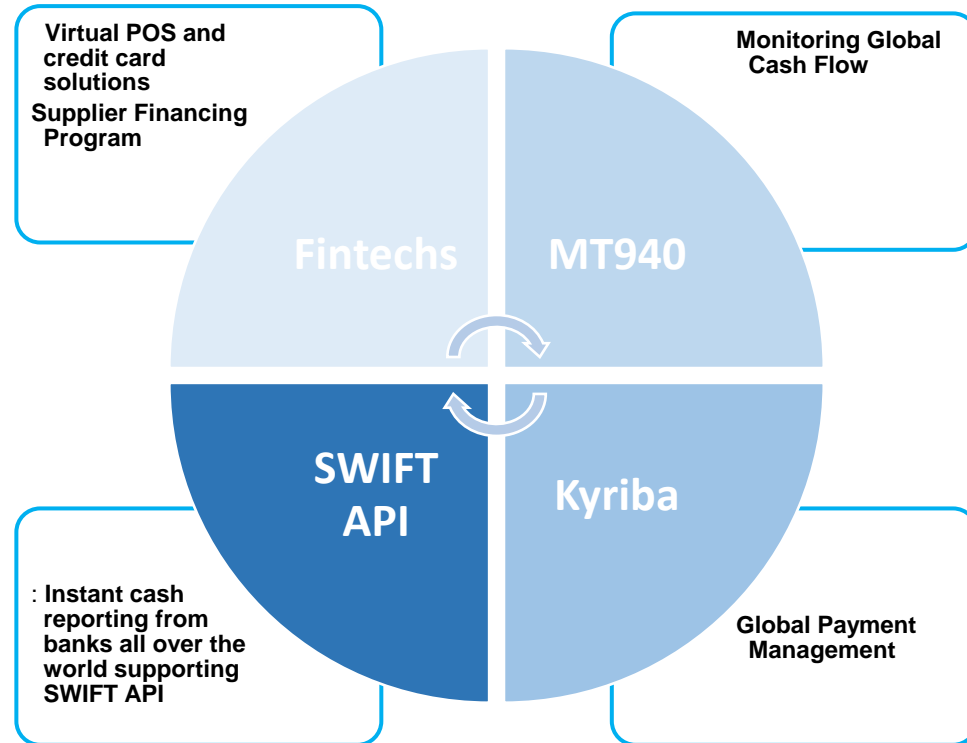 Virtual POS and
credit card
solutions
Supplier Financing
Program
Monitoring Global
Cash Flow
Fintechs
MT940
SWIFT
API
Kyriba
: Instant cash
reporting from
banks all over the
world supporting
SWIFT API
Global Payment
Management